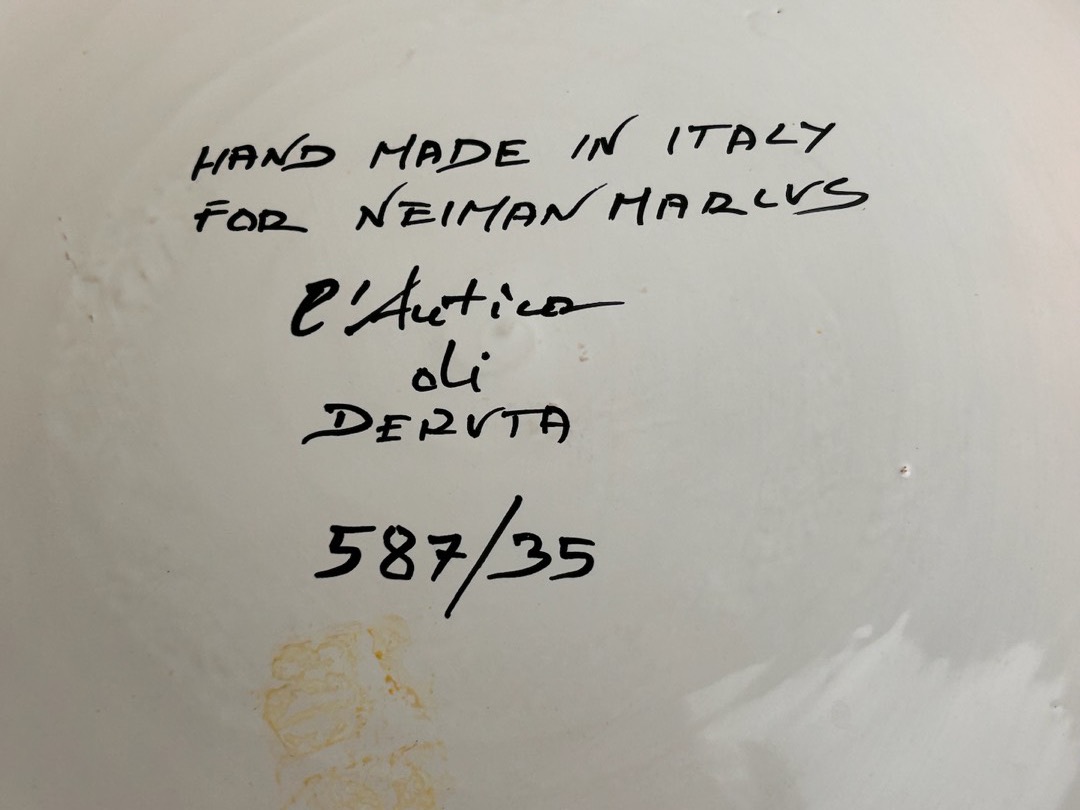 HAND MADE IN ITALY
FOR NEIMAN MARCVS
l'Antica
di
DERVTA
587/35